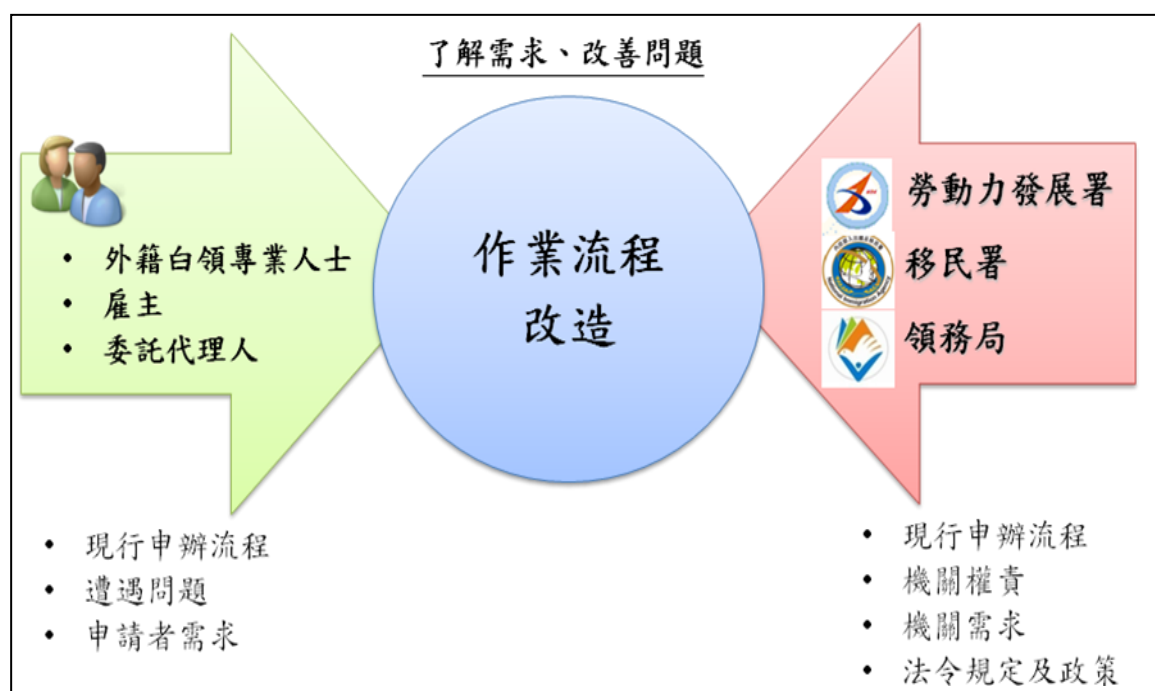 了解需求、改善問題
• 外籍白領專業人士
• 雇主
• 委託代理人
作業流程
改造
勞動力發展署
移民署
領務局
• 現行申辦流程
• 遭遇問題
• 申請者需求
• 現行申辦流程
• 機關權責
• 機關需求
• 法令規定及政策